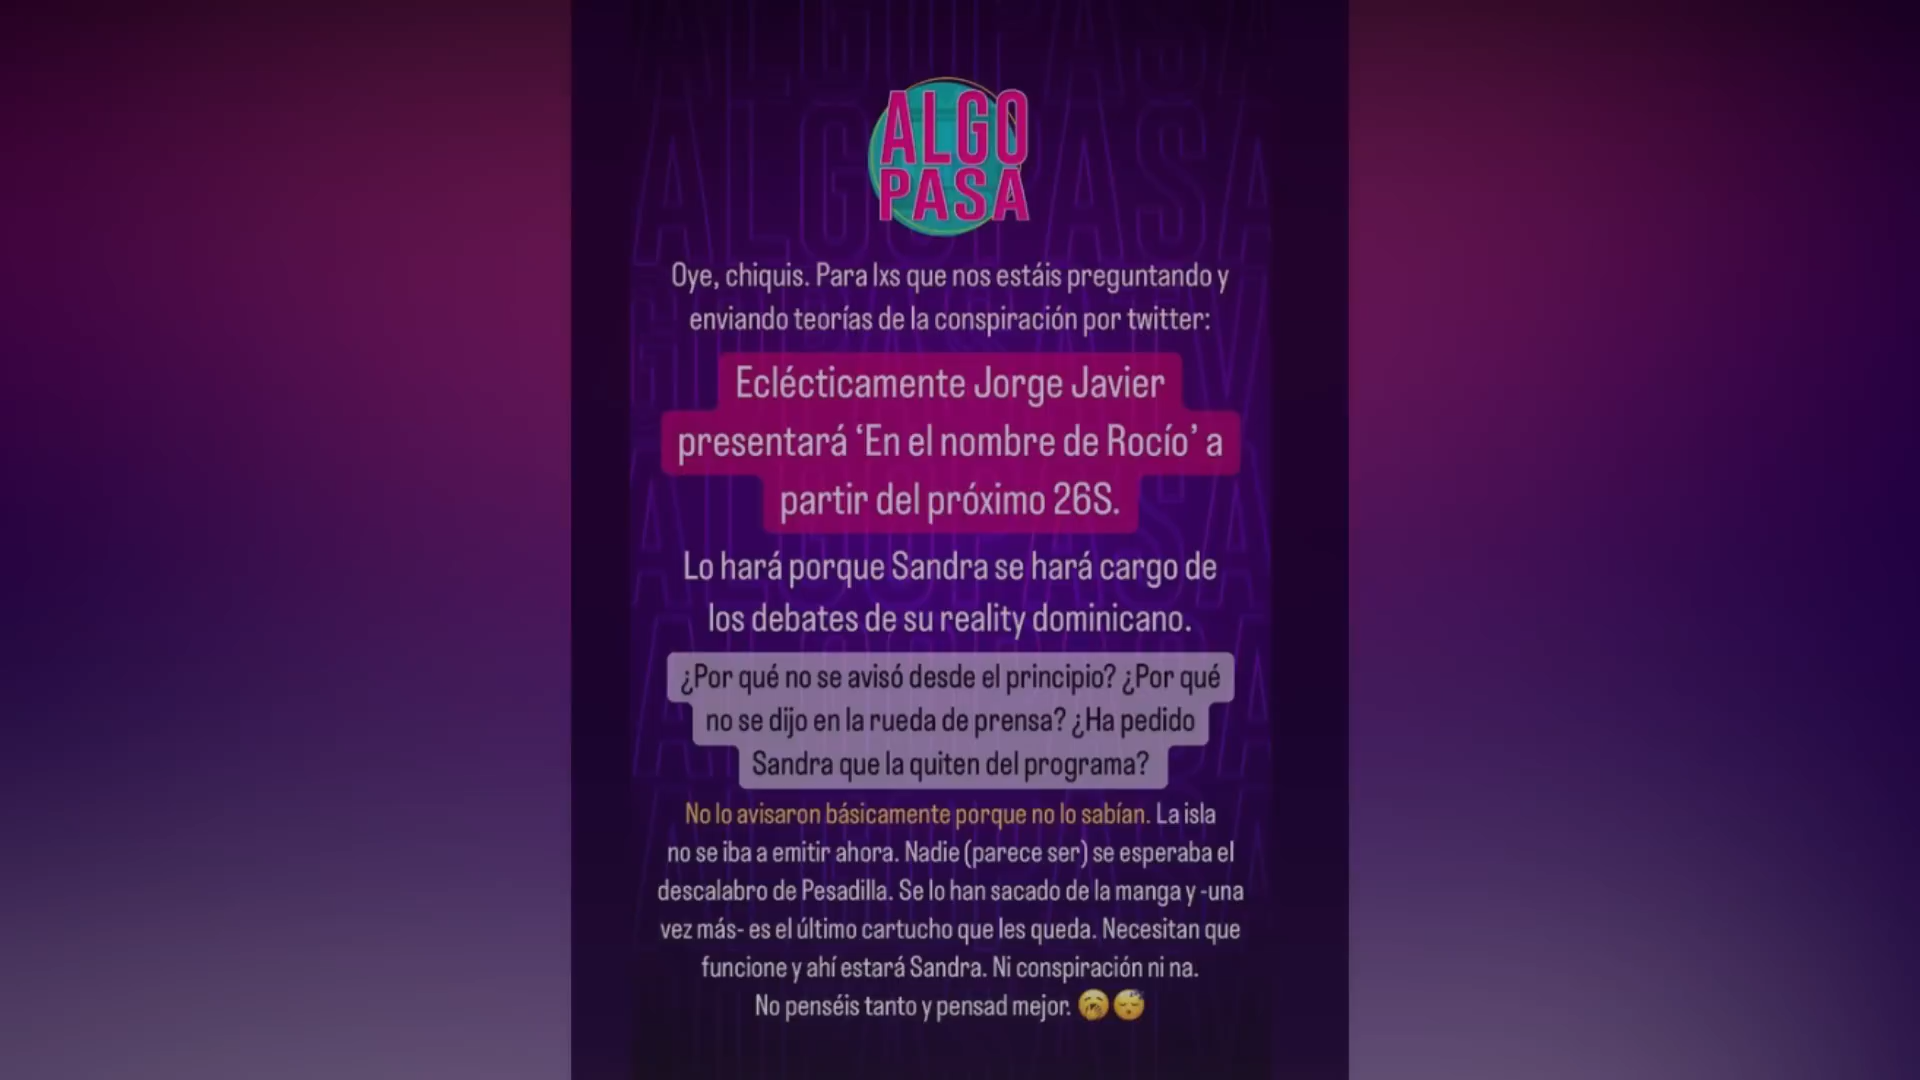 ALGO
PASA
Oye, chiquis. Para lxs que nos estáis preguntando y
enviando teorías de la conspiración por twitter:
Eclécticamente Jorge Javier
presentará ‘En el nombre de Rocío’ a
partir del próximo 26S.
Lo hará porque Sandra se hará cargo de
los debates de su reality dominicano.
¿Por qué no se avisó desde el principio? ¿Por qué
no se dijo en la rueda de prensa? ¿Ha pedido
Sandra que la quiten del programa?
No lo avisaron básicamente porque no lo sabían. La isla
no se iba a emitir ahora. Nadie (parece ser) se esperaba el
descalabro de Pesadilla. Se lo han sacado de la manga y -una
vez más- es el último cartucho que les queda. Necesitan que
funcione y ahí estará Sandra. Ni conspiración ni na.
No penséis tanto y pensad mejor. 🥱😴